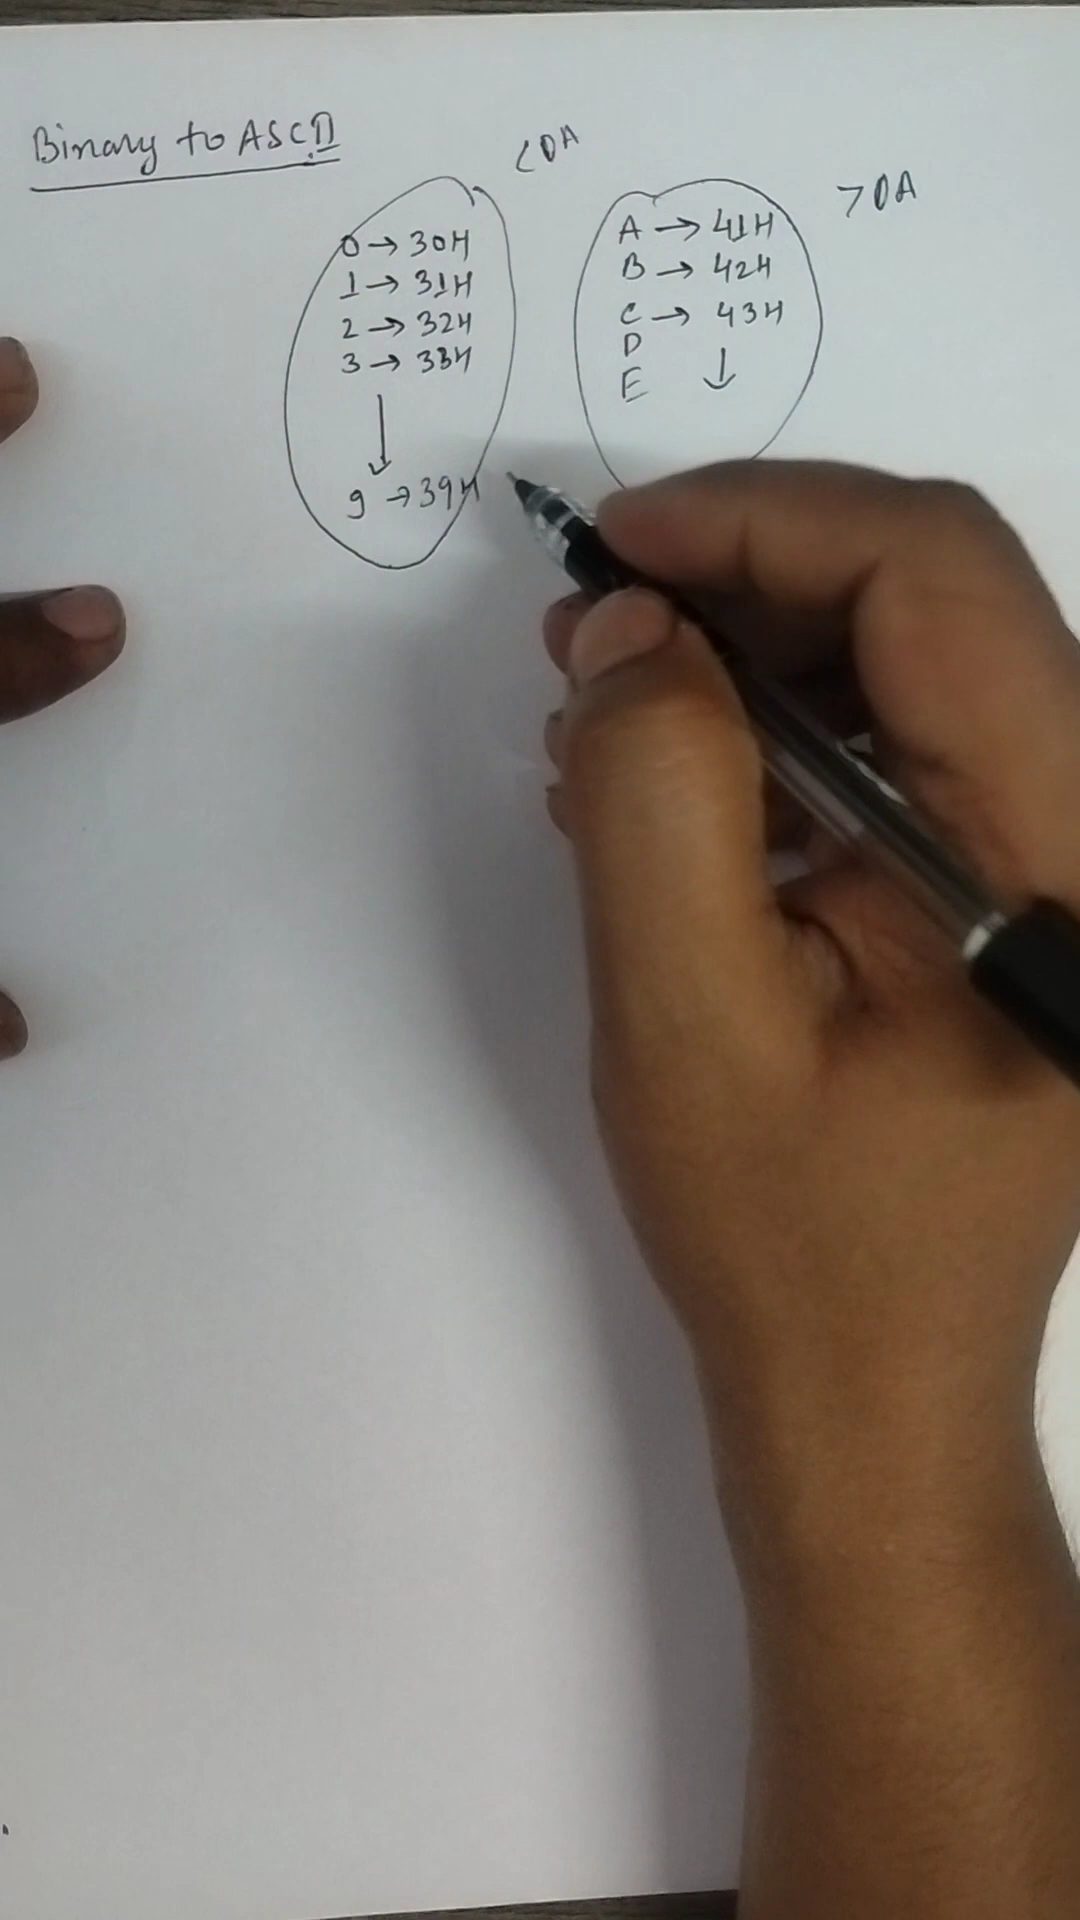 Binary to ASCII
< 0A
0 → 30H
1 → 31H
2 → 32H
3 → 33H
↓
9 → 39H
> 0A
A → 41H
B → 42H
C → 43H
D
E ↓